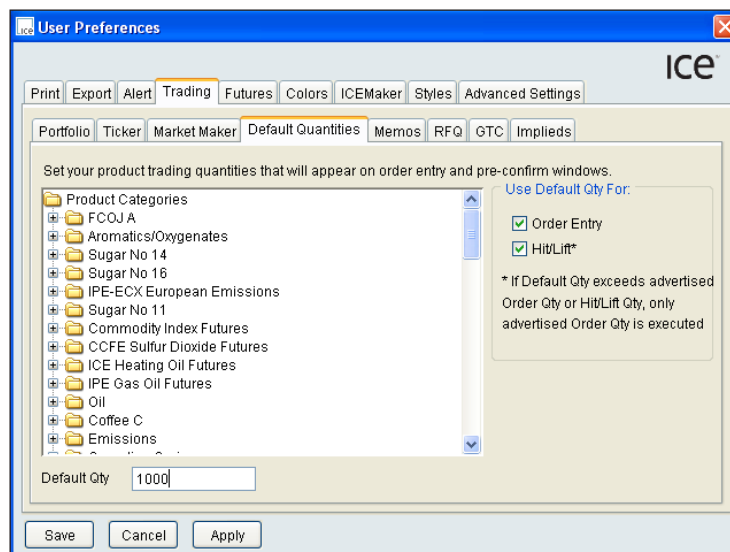 ice User Preferences
ice
Print Export Alert Trading Futures Colors ICEMaker Styles Advanced Settings
Portfolio Ticker Market Maker Default Quantities Memos RFQ GTC Implieds
Set your product trading quantities that will appear on order entry and pre-confirm windows.
Product Categories
FCOJ A
Aromatics/Oxygenates
Sugar No 14
Sugar No 16
IPE-ECX European Emissions
Sugar No 11
Commodity Index Futures
CCFE Sulfur Dioxide Futures
ICE Heating Oil Futures
IPE Gas Oil Futures
Oil
Coffee C
Emissions
Use Default Qty For:
Order Entry
Hit/Lift*
* If Default Qty exceeds advertised
Order Qty or Hit/Lift Qty, only
advertised Order Qty is executed
Default Qty 1000
Save Cancel Apply